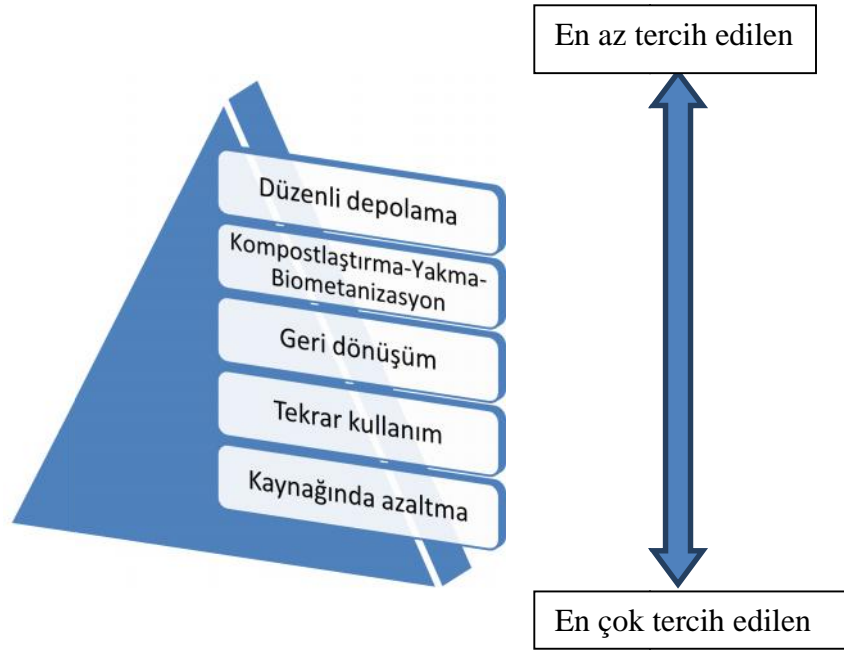 En az tercih edilen
Düzenli depolama
Kompostlaştırma-Yakma-
Biometanizasyon
Geri dönüşüm
Tekrar kullanım
Kaynağında azaltma
En çok tercih edilen